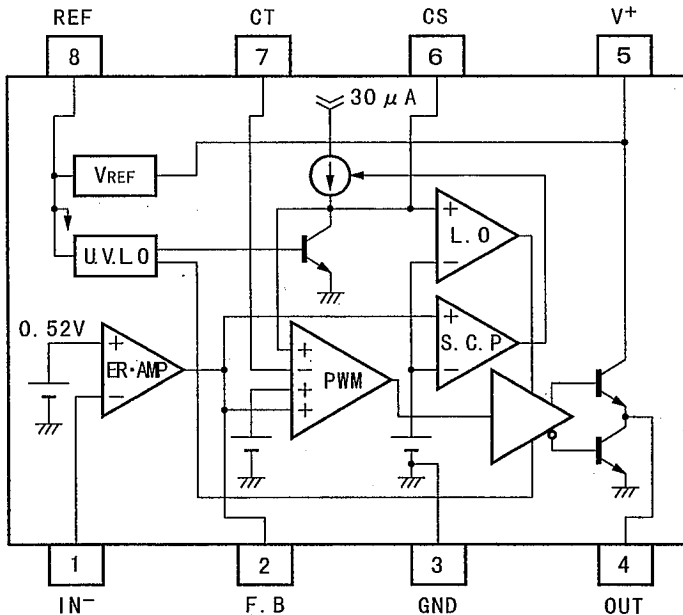 REF CT CS V+
8 7 6 5
30 μA
VREF
+ L.O
−
U.V.L.O
0.52V
+ ER·AMP
−
+ S.C.P
−
+
−
+
+
PWM
1 2 3 4
IN− F.B GND OUT